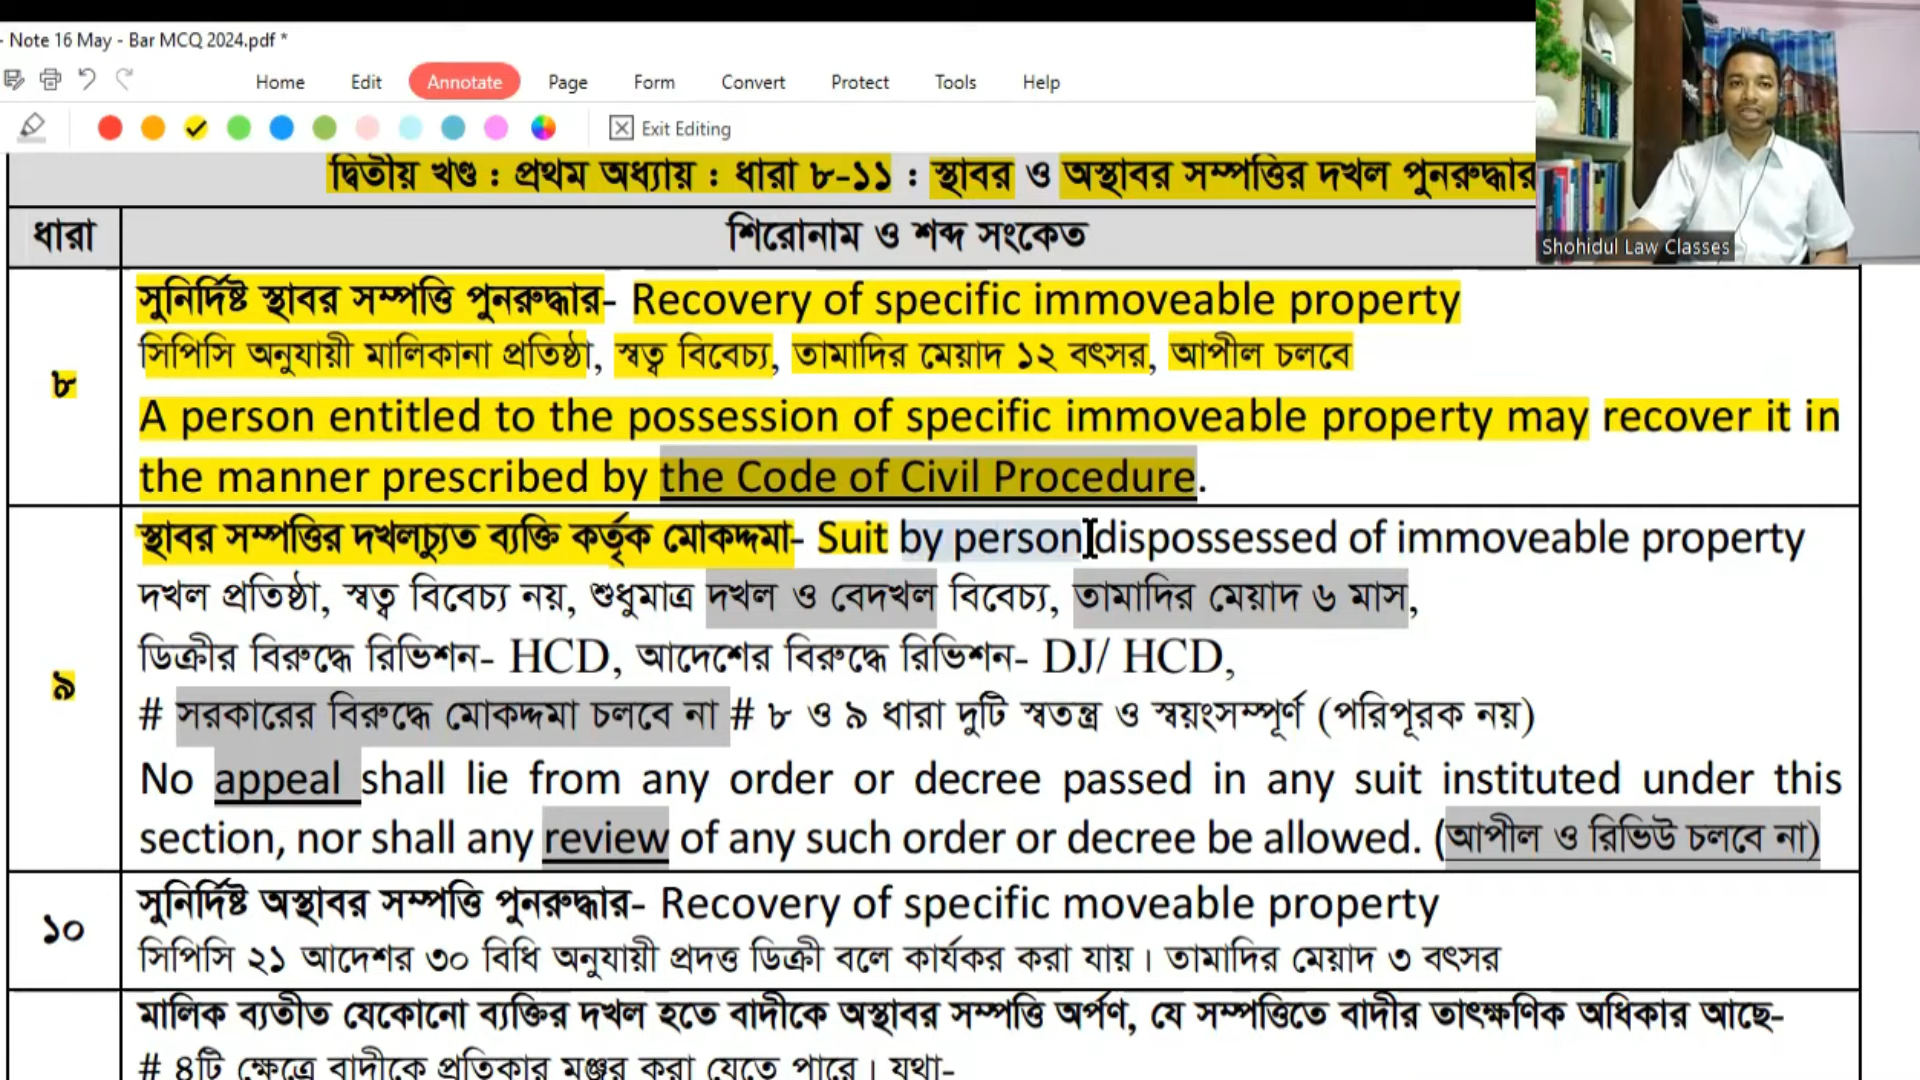 - Note 16 May - Bar MCQ 2024.pdf *
Home Edit Annotate Page Form Convert Protect Tools Help
Exit Editing
Shohidul Law Classes
দ্বিতীয় খণ্ড : প্রথম অধ্যায় : ধারা ৮-১১ : স্থাবর ও অস্থাবর সম্পত্তির দখল পুনরুদ্ধার
ধারা শিরোনাম ও শব্দ সংকেত
৮
সুনির্দিষ্ট স্থাবর সম্পত্তি পুনরুদ্ধার- Recovery of specific immoveable property
সিপিসি অনুযায়ী মালিকানা প্রতিষ্ঠা, স্বত্ব বিবেচ্য, তামাদির মেয়াদ ১২ বৎসর, আপীল চলবে
A person entitled to the possession of specific immoveable property may recover it in
the manner prescribed by the Code of Civil Procedure.
৯
স্থাবর সম্পত্তির দখলচ্যুত ব্যক্তি কর্তৃক মোকদ্দমা- Suit by person dispossessed of immoveable property
দখল প্রতিষ্ঠা, স্বত্ব বিবেচ্য নয়, শুধুমাত্র দখল ও বেদখল বিবেচ্য, তামাদির মেয়াদ ৬ মাস,
ডিক্রীর বিরুদ্ধে রিভিশন- HCD, আদেশের বিরুদ্ধে রিভিশন- DJ/ HCD,
# সরকারের বিরুদ্ধে মোকদ্দমা চলবে না # ৮ ও ৯ ধারা দুটি স্বতন্ত্র ও স্বয়ংসম্পূর্ণ (পরিপূরক নয়)
No appeal shall lie from any order or decree passed in any suit instituted under this
section, nor shall any review of any such order or decree be allowed. (আপীল ও রিভিউ চলবে না)
১০
সুনির্দিষ্ট অস্থাবর সম্পত্তি পুনরুদ্ধার- Recovery of specific moveable property
সিপিসি ২১ আদেশর ৩০ বিধি অনুযায়ী প্রদত্ত ডিক্রী বলে কার্যকর করা যায়। তামাদির মেয়াদ ৩ বৎসর
মালিক ব্যতীত যেকোনো ব্যক্তির দখল হতে বাদীকে অস্থাবর সম্পত্তি অর্পণ, যে সম্পত্তিতে বাদীর তাৎক্ষণিক অধিকার আছে-
# ৪টি ক্ষেত্রে বাদীকে প্রতিকার মঞ্জুর করা যেতে পারে। যথা-